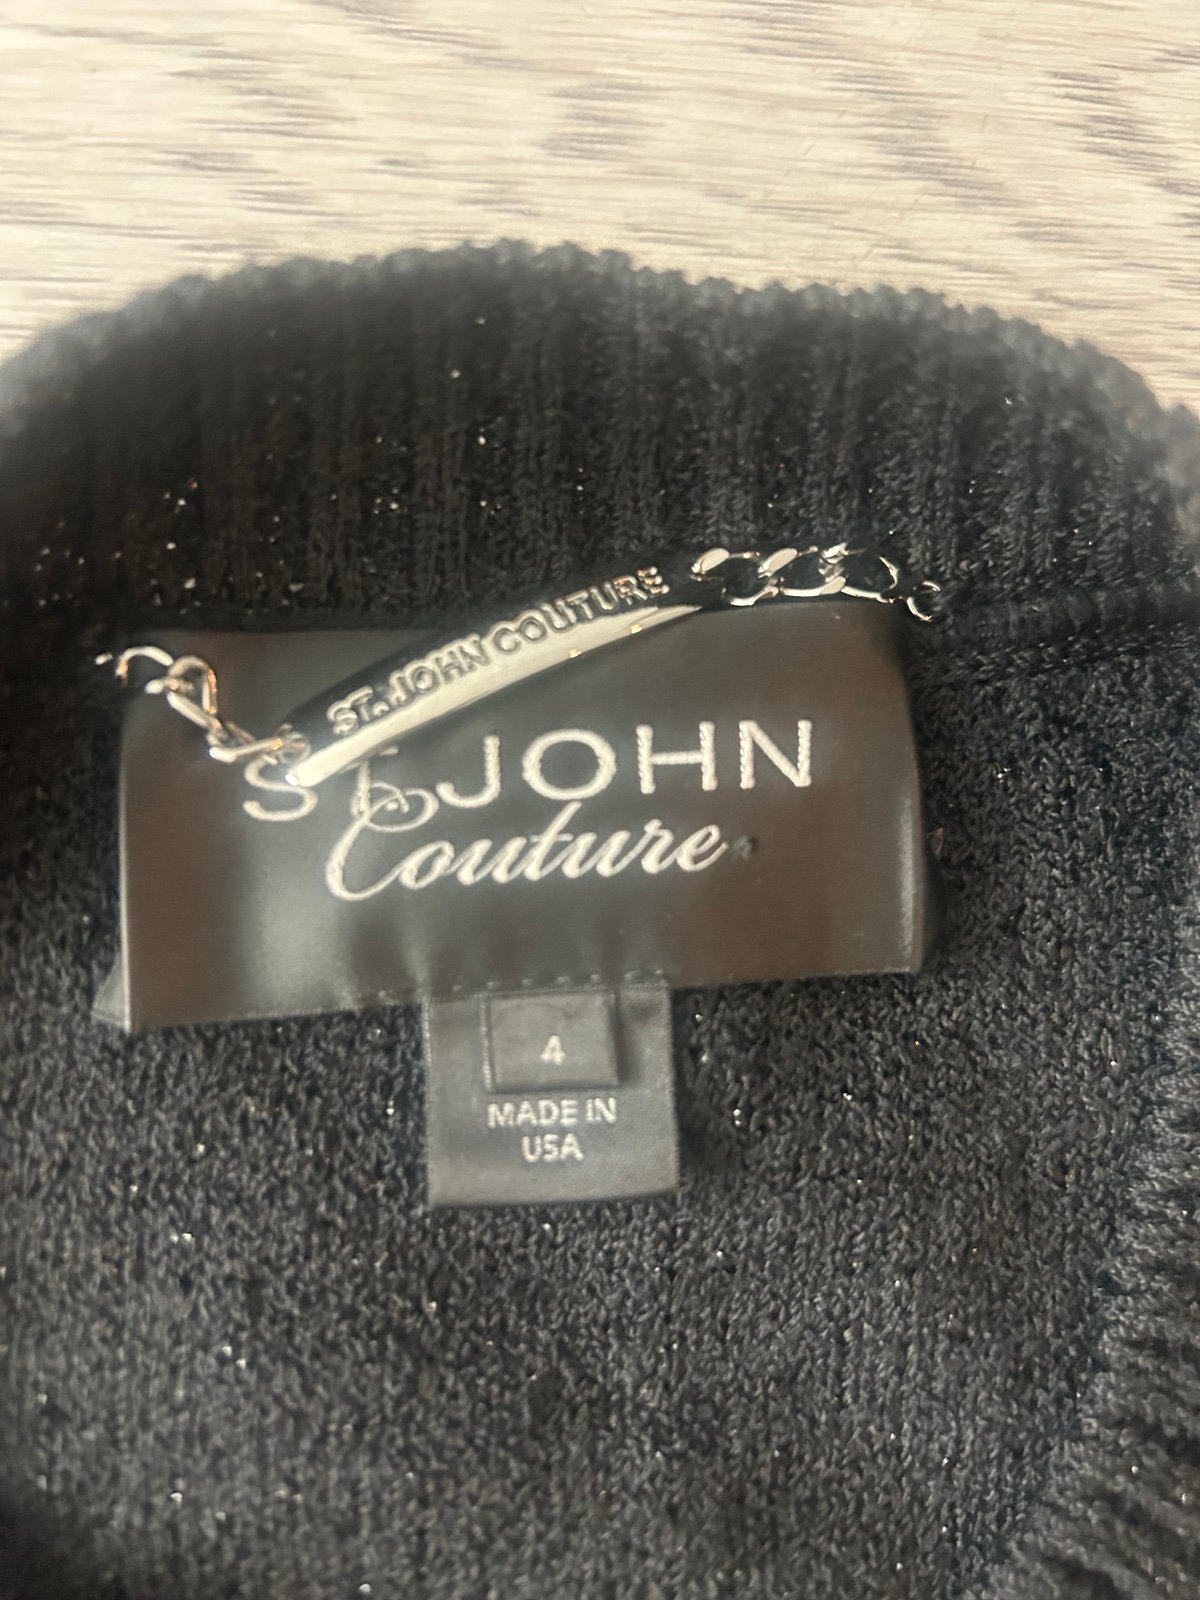 ST. JOHN COUTURE
ST. JOHN
Couture
4
MADE IN
USA